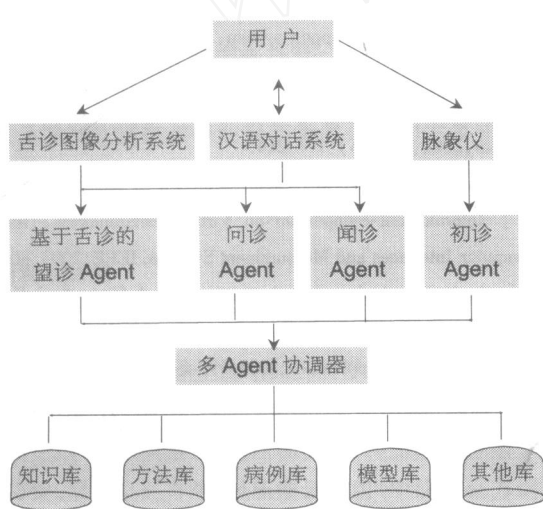 用 户
舌诊图像分析系统 汉语对话系统 脉象仪
基于舌诊的 问诊 闻诊 初诊
望诊 Agent Agent Agent Agent
多 Agent 协调器
知识库 方法库 病例库 模型库 其他库